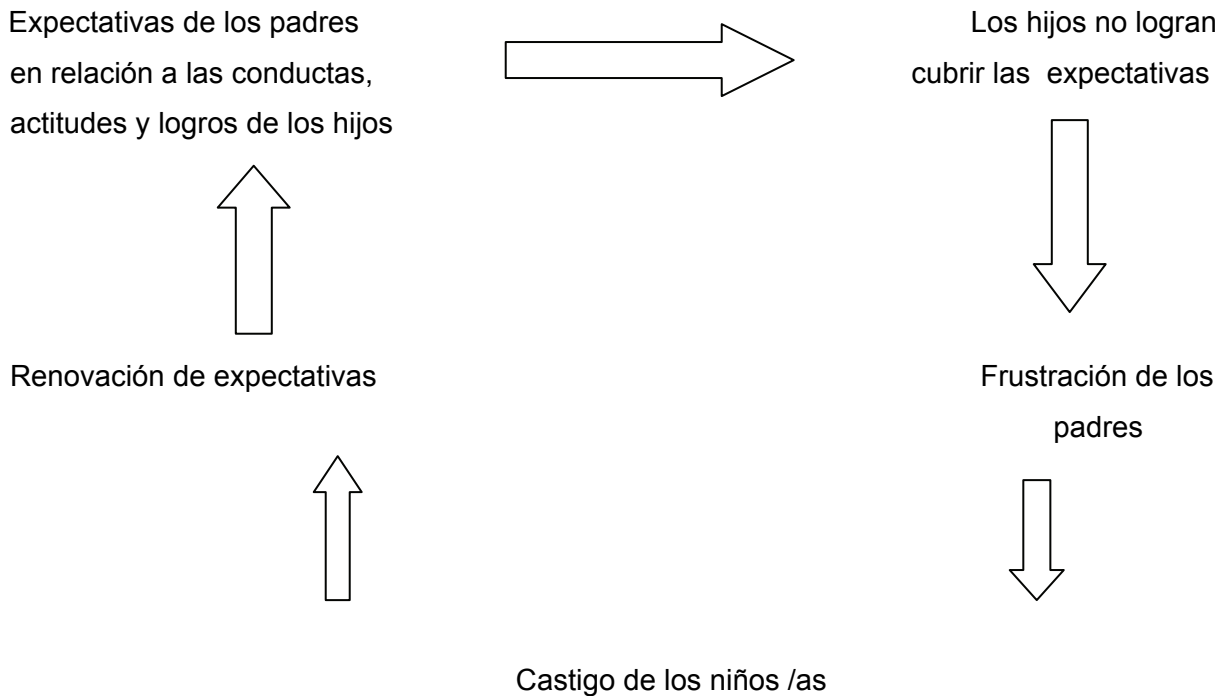 Expectativas de los padres
en relación a las conductas,
actitudes y logros de los hijos
Los hijos no logran
cubrir las expectativas
Renovación de expectativas
Frustración de los
padres
Castigo de los niños /as